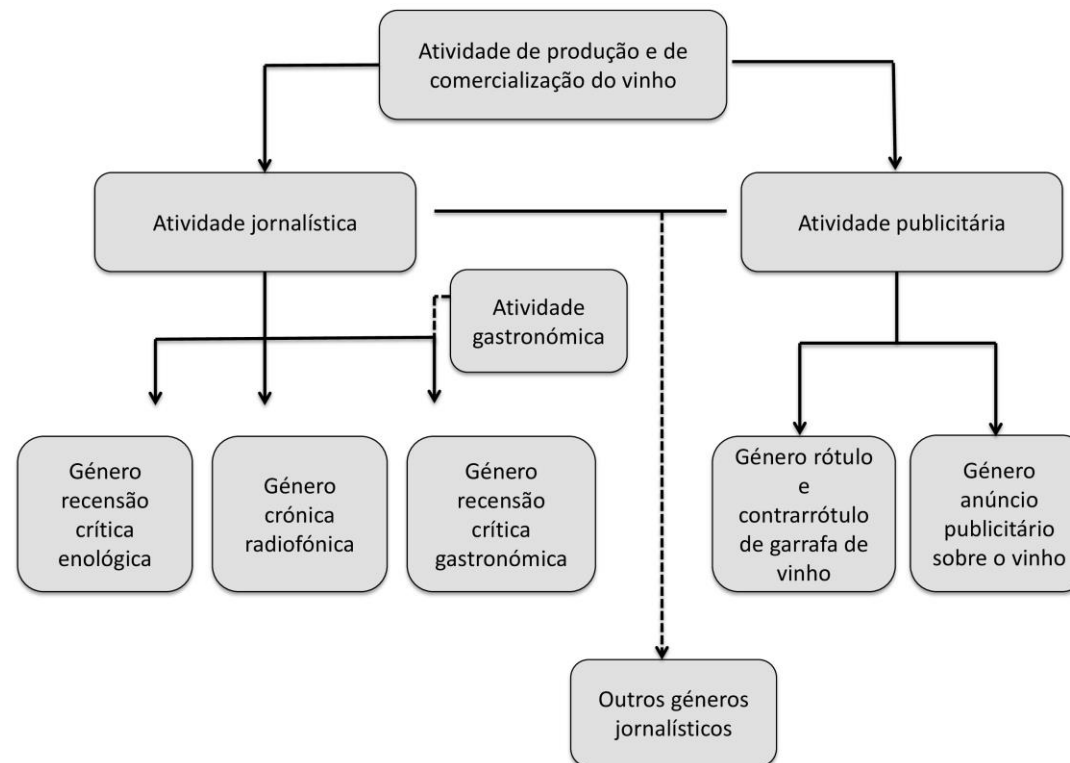 Atividade de produção e de
comercialização do vinho
Atividade jornalística
Atividade publicitária
Atividade
gastronómica
Género
recensão
crítica
enológica
Género
crónica
radiofónica
Género
recensão
crítica
gastronómica
Género rótulo
e
contrarrótulo
de garrafa de
vinho
Género
anúncio
publicitário
sobre o vinho
Outros géneros
jornalísticos